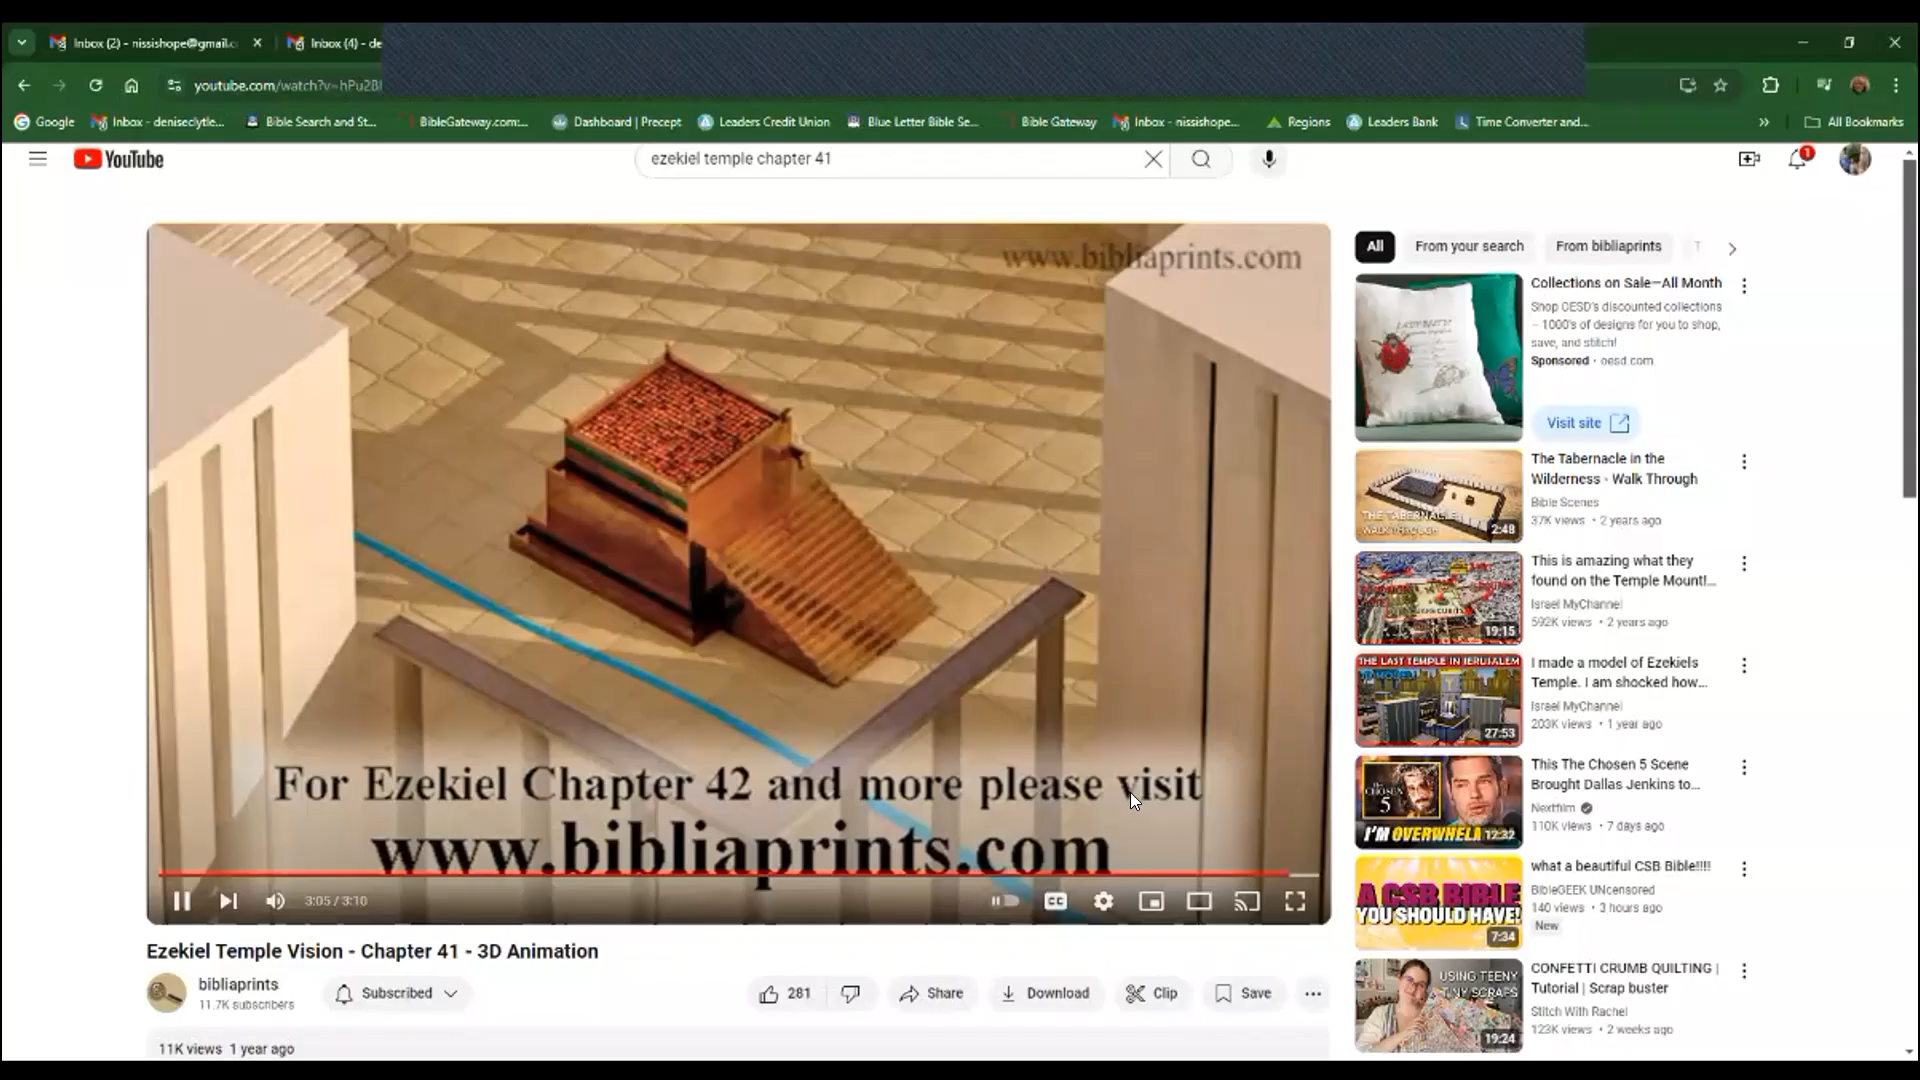 Inbox (2) - nissishope@gmail.c
Inbox (4) - de
youtube.com/watch?v=hPu2B
Google
Inbox - deniseclytle...
Bible Search and St...
BibleGateway.com:...
Dashboard | Precept
Leaders Credit Union
Blue Letter Bible Se...
Bible Gateway
Inbox - nissishope...
Regions
Leaders Bank
Time Converter and...
All Bookmarks
YouTube
ezekiel temple chapter 41
1
www.bibliaprints.com
For Ezekiel Chapter 42 and more please visit
www.bibliaprints.com
3:05 / 3:10
CC
Ezekiel Temple Vision - Chapter 41 - 3D Animation
bibliaprints
11.7K subscribers
Subscribed
281
Share
Download
Clip
Save
11K views 1 year ago
All
From your search
From bibliaprints
Collections on Sale—All Month
Shop OESD's discounted collections
– 1000's of designs for you to shop,
save, and stitch!
Sponsored · oesd.com
Visit site
The Tabernacle in the
Wilderness - Walk Through
Bible Scenes
37K views • 2 years ago
2:48
This is amazing what they
found on the Temple Mount!...
Israel MyChannel
592K views • 2 years ago
19:15
THE LAST TEMPLE IN JERUSALEM
I made a model of Ezekiels
Temple. I am shocked how...
Israel MyChannel
203K views • 1 year ago
27:53
This The Chosen 5 Scene
Brought Dallas Jenkins to...
Nextfilm
110K views • 7 days ago
CHOSEN
5
I'M OVERWHELM
12:32
what a beautiful CSB Bible!!!!
BibleGEEK UNcensored
140 views • 3 hours ago
New
A CSB BIBLE
YOU SHOULD HAVE!
7:34
CONFETTI CRUMB QUILTING |
Tutorial | Scrap buster
Stitch With Rachel
123K views • 2 weeks ago
USING TEENY
TINY SCRAPS
19:24